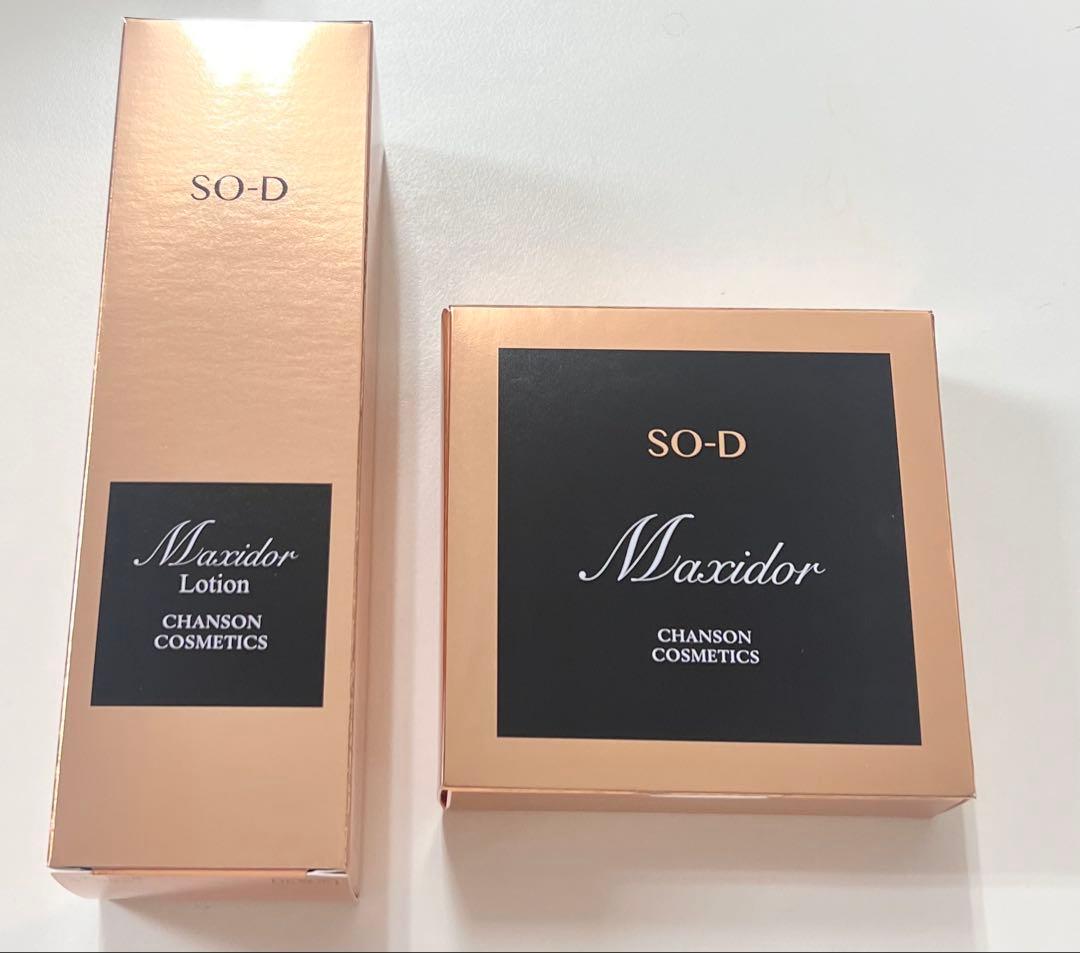 SO-D
Maxidor
Lotion
CHANSON
COSMETICS
SO-D
Maxidor
CHANSON
COSMETICS